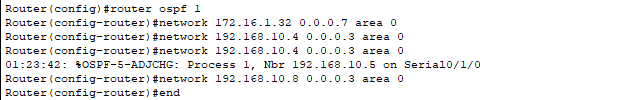 Router(config)#router ospf 1
Router(config-router)#network 172.16.1.32 0.0.0.7 area 0
Router(config-router)#network 192.168.10.4 0.0.0.3 area 0
Router(config-router)#network 192.168.10.4 0.0.0.3 area 0
01:23:42: %OSPF-5-ADJCHG: Process 1, Nbr 192.168.10.5 on Serial0/1/0
Router(config-router)#network 192.168.10.8 0.0.0.3 area 0
Router(config-router)#end